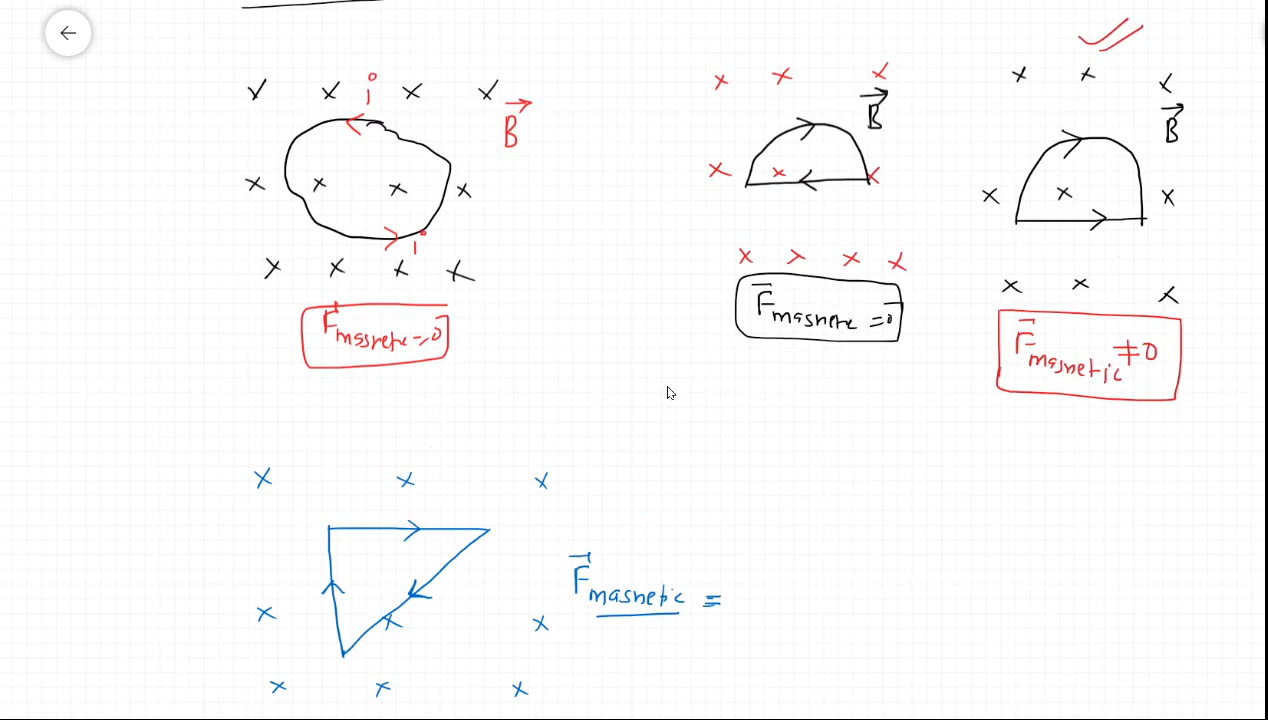 x x i x x B
x x x B
x x x B
x x x x
x x x
x x x
i
x x x x
x x x x
x x x
F magnetic = 0
F magnetic = 0
F magnetic ≠ 0
x x x
F magnetic =
x x x
x x x